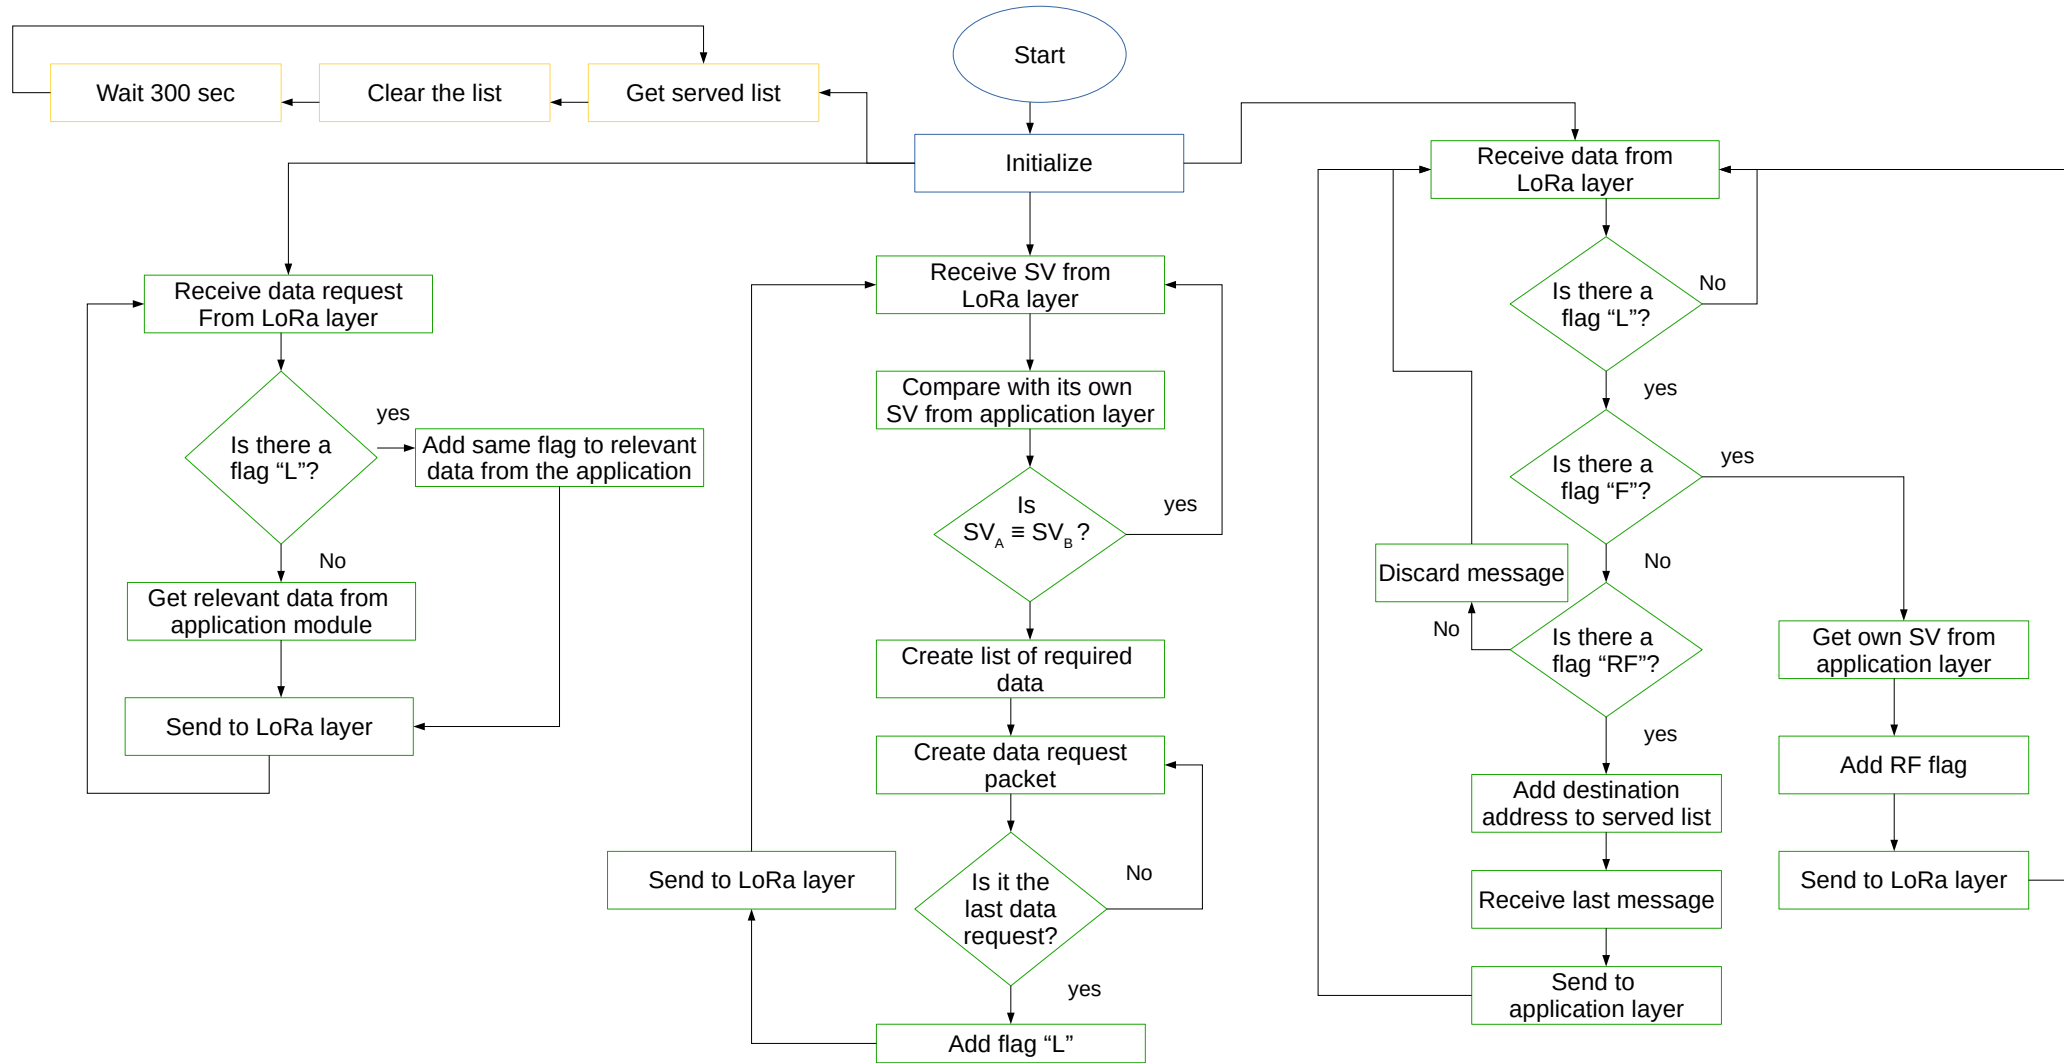 Start
Wait 300 sec
Clear the list
Get served list
Initialize
Receive data request
From LoRa layer
Is there a
flag “L”?
yes
Add same flag to relevant
data from the application
No
Get relevant data from
application module
Send to LoRa layer
Receive SV from
LoRa layer
Compare with its own
SV from application layer
Is
SV_A ≡ SV_B ?
yes
Create list of required
data
Create data request
packet
Is it the
last data
request?
No
yes
Add flag “L”
Send to LoRa layer
Receive data from
LoRa layer
Is there a
flag “L”?
No
yes
Is there a
flag “F”?
yes
No
Discard message
No
Is there a
flag “RF”?
yes
Add destination
address to served list
Receive last message
Send to
application layer
Get own SV from
application layer
Add RF flag
Send to LoRa layer